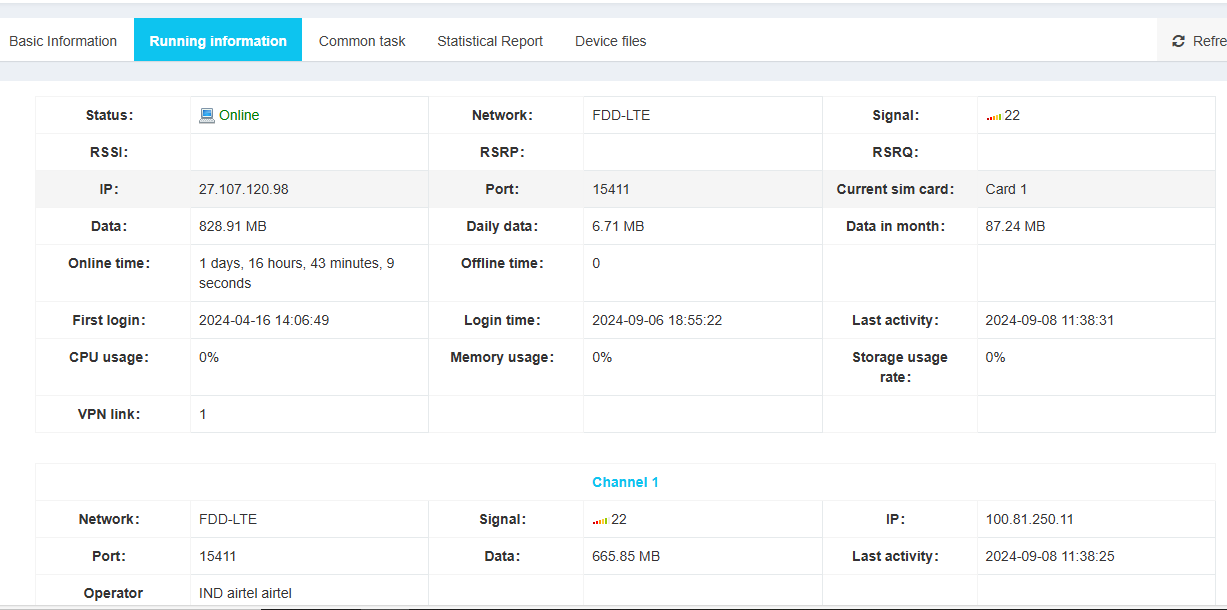 Basic Information Running information Common task Statistical Report Device files Refre
Status: Online Network: FDD-LTE Signal: 22
RSSI: RSRP: RSRQ:
IP: 27.107.120.98 Port: 15411 Current sim card: Card 1
Data: 828.91 MB Daily data: 6.71 MB Data in month: 87.24 MB
Online time: 1 days, 16 hours, 43 minutes, 9 Offline time: 0
seconds
First login: 2024-04-16 14:06:49 Login time: 2024-09-06 18:55:22 Last activity: 2024-09-08 11:38:31
CPU usage: 0% Memory usage: 0% Storage usage 0%
rate:
VPN link: 1
Channel 1
Network: FDD-LTE Signal: 22 IP: 100.81.250.11
Port: 15411 Data: 665.85 MB Last activity: 2024-09-08 11:38:25
Operator IND airtel airtel